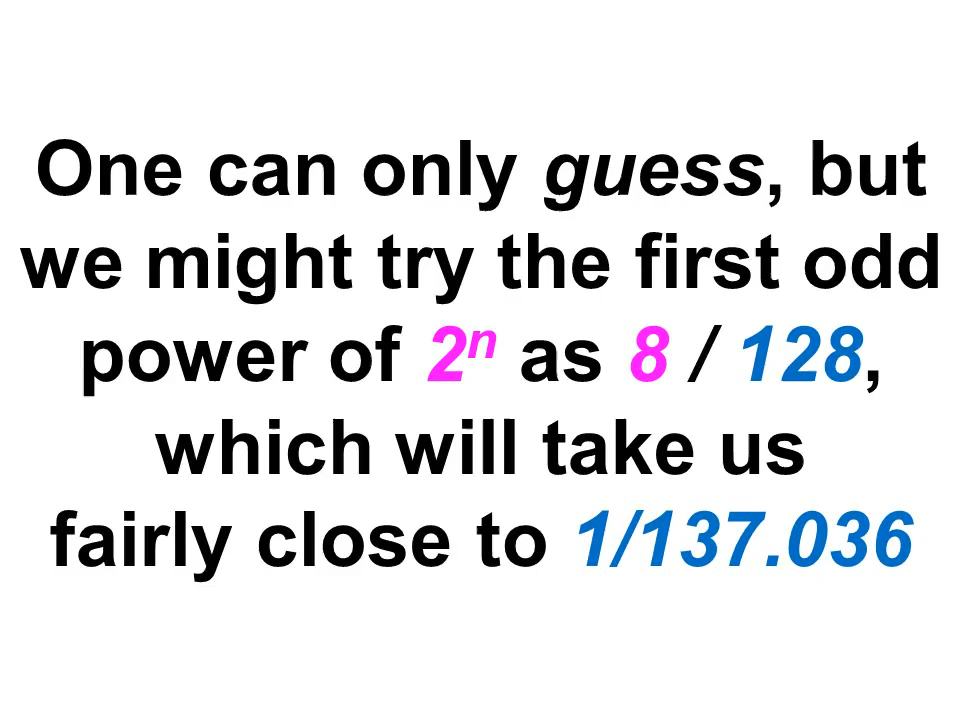 One can only guess, but
we might try the first odd
power of 2ⁿ as 8 / 128,
which will take us
fairly close to 1/137.036